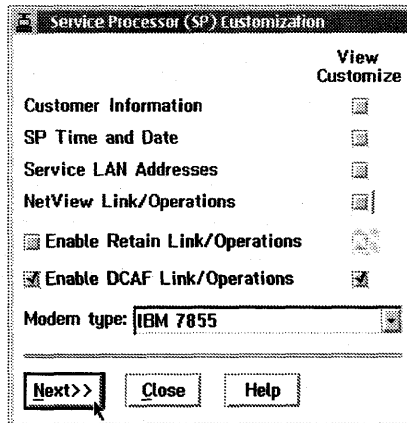 Service Processor (SP) Customization
View
Customize
Customer Information
SP Time and Date
Service LAN Addresses
NetView Link/Operations
Enable Retain Link/Operations
Enable DCAF Link/Operations
Modem type: IBM 7855
Next>> Close Help